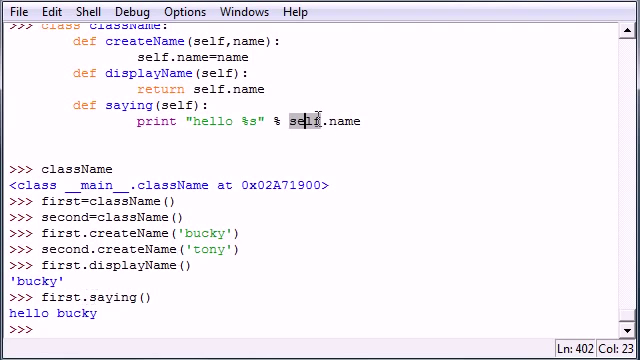 File Edit Shell Debug Options Windows Help
>>> class className:
def createName(self,name):
self.name=name
def displayName(self):
return self.name
def saying(self):
print "hello %s" % self.name
>>> className
<class __main__.className at 0x02A71900>
>>> first=className()
>>> second=className()
>>> first.createName('bucky')
>>> second.createName('tony')
>>> first.displayName()
'bucky'
>>> first.saying()
hello bucky
>>>
Ln: 402 Col: 23